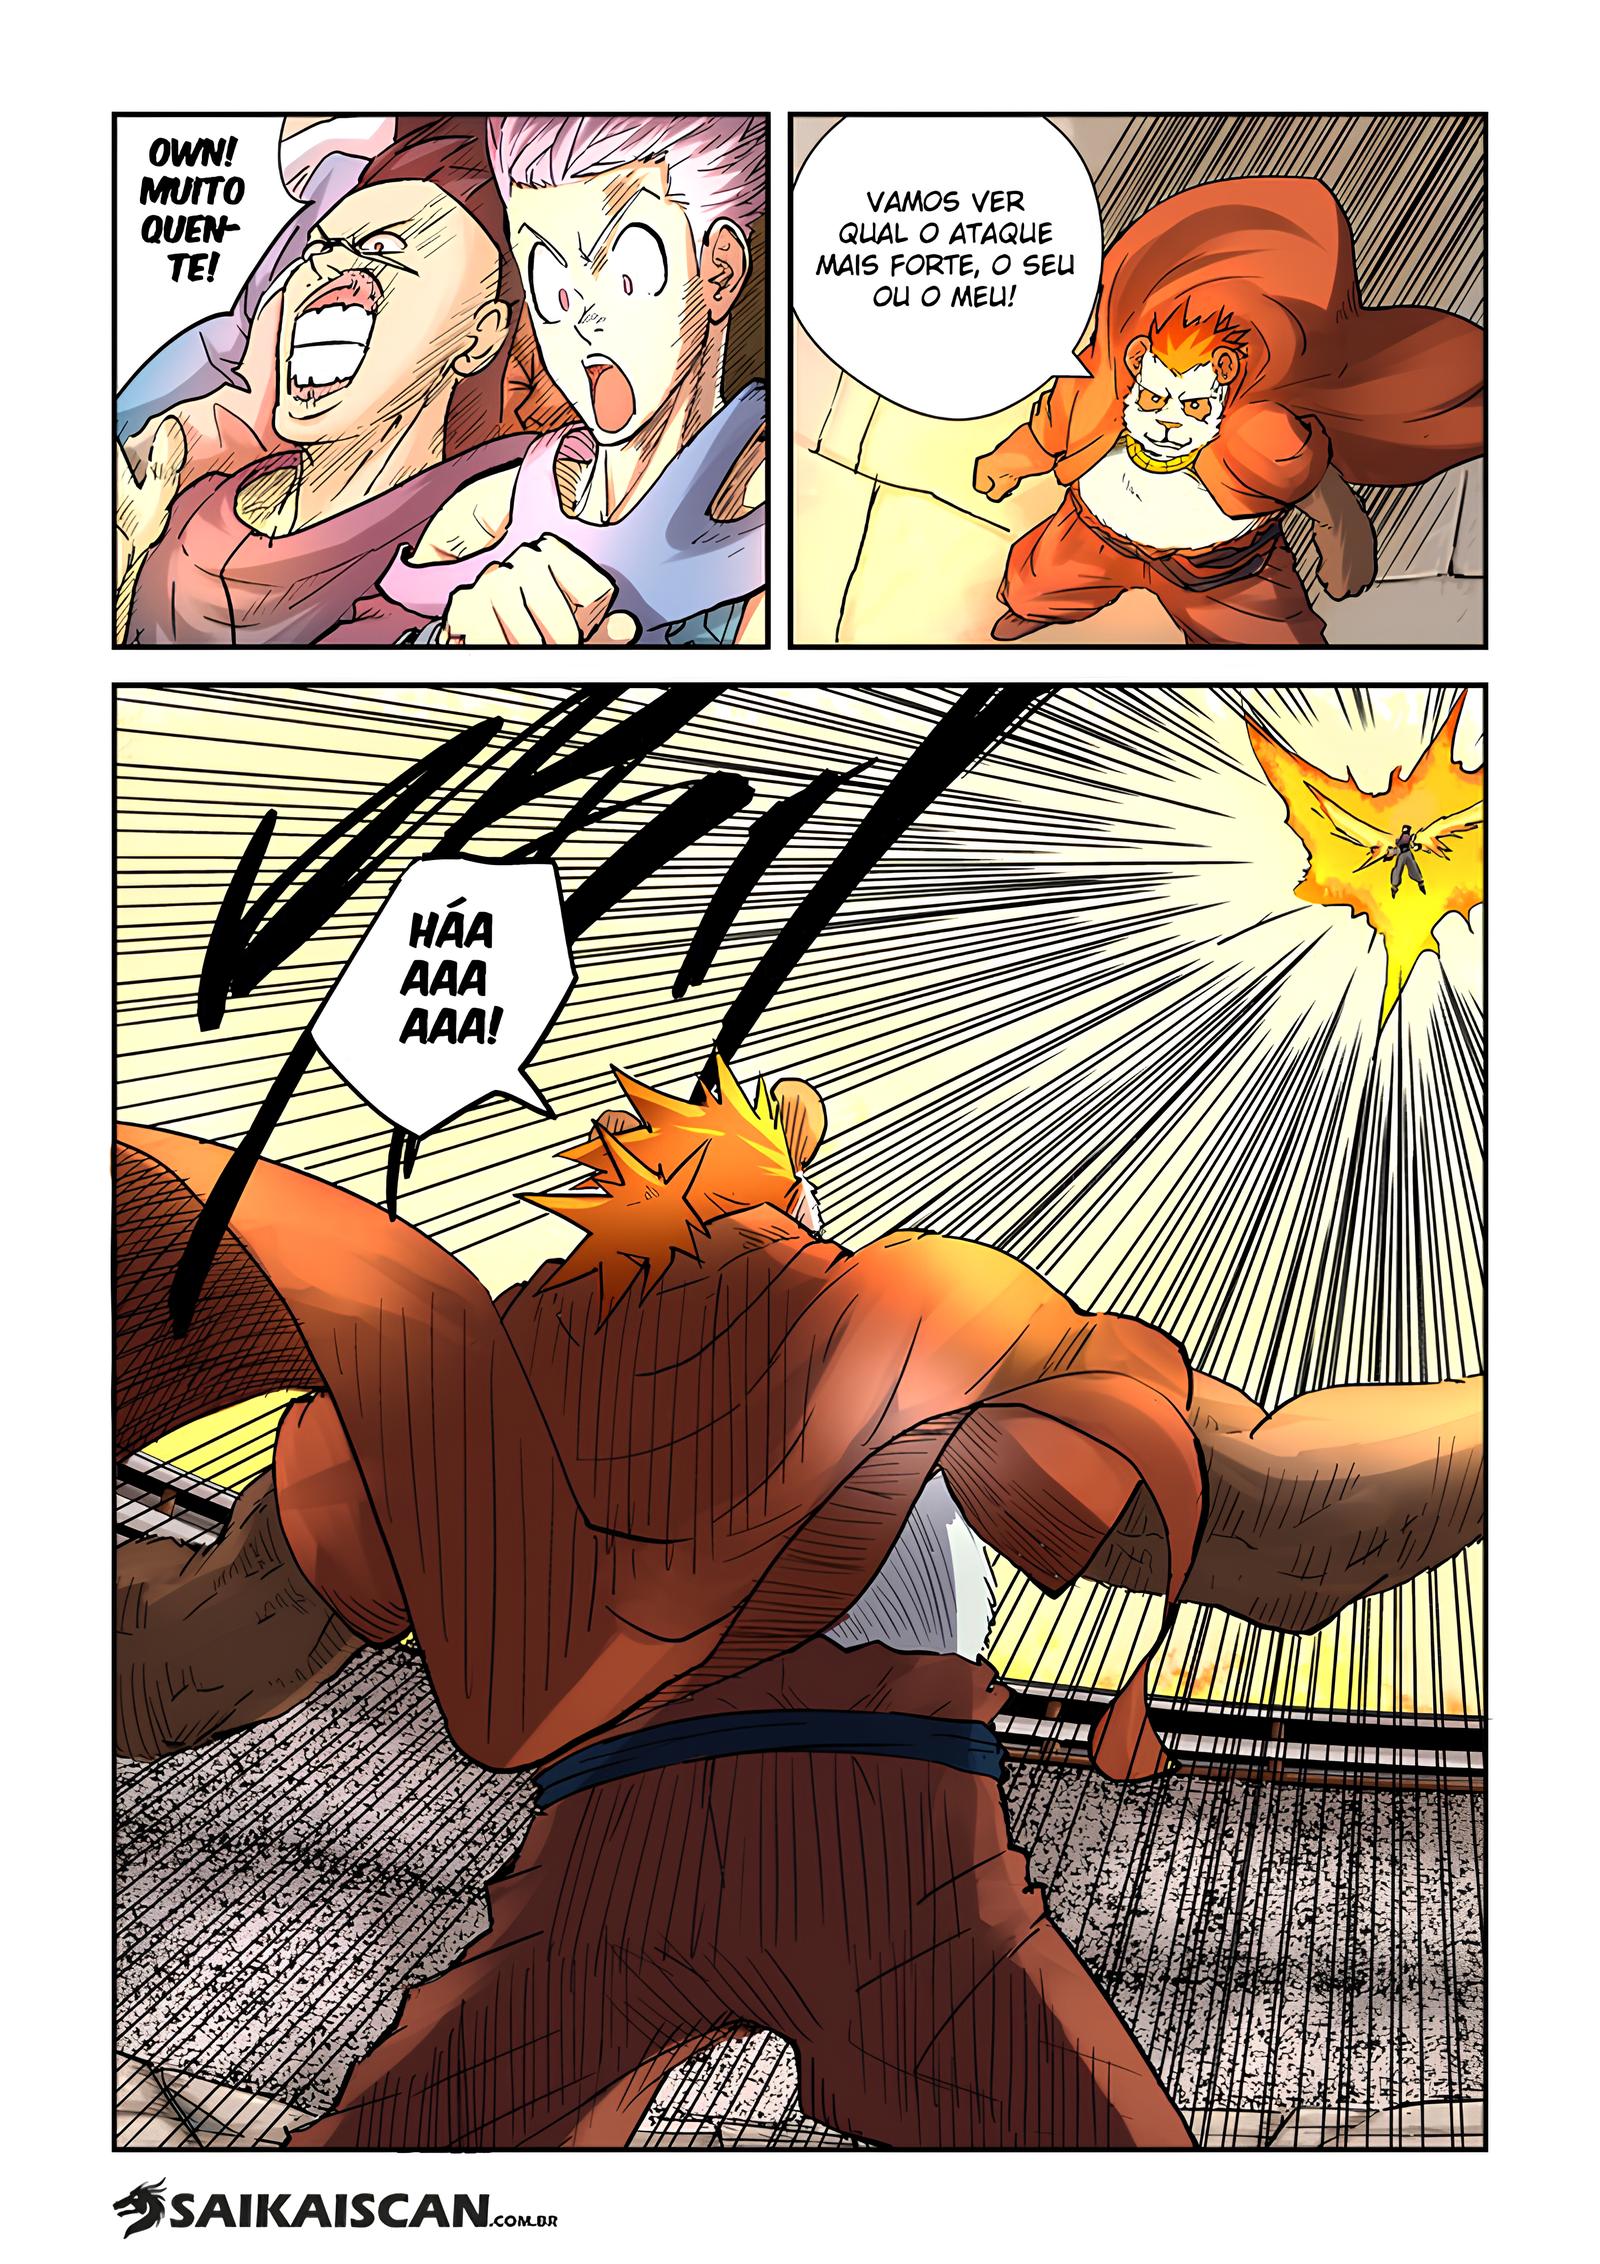 OWN!
MUITO
QUEN-
TE!
VAMOS VER
QUAL O ATAQUE
MAIS FORTE, O SEU
OU O MEU!
HÁA
AAA
AAA!
SAIKAISCAN.COM.BR